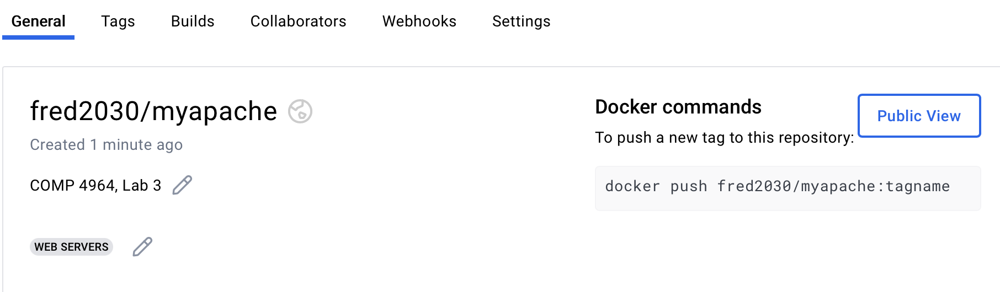 General Tags Builds Collaborators Webhooks Settings
fred2030/myapache
Created 1 minute ago
COMP 4964, Lab 3
WEB SERVERS
Docker commands
Public View
To push a new tag to this repository:
docker push fred2030/myapache:tagname